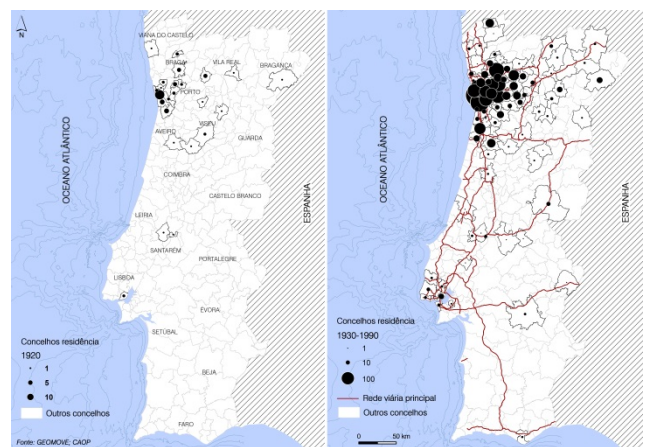 N
VIANA DO CASTELO
BRAGA
VILA REAL
BRAGANÇA
PORTO
AVEIRO
VISEU
GUARDA
COIMBRA
CASTELO BRANCO
LEIRIA
SANTARÉM
PORTALEGRE
LISBOA
ÉVORA
SETÚBAL
BEJA
FARO
OCEANO ATLÂNTICO
ESPANHA
Concelhos residência
1920
1
5
10
Outros concelhos
Fonte: GEOMOVE; CAOP
OCEANO ATLÂNTICO
ESPANHA
Concelhos residência
1930-1990
1
10
100
Rede viária principal
Outros concelhos
0 50 km